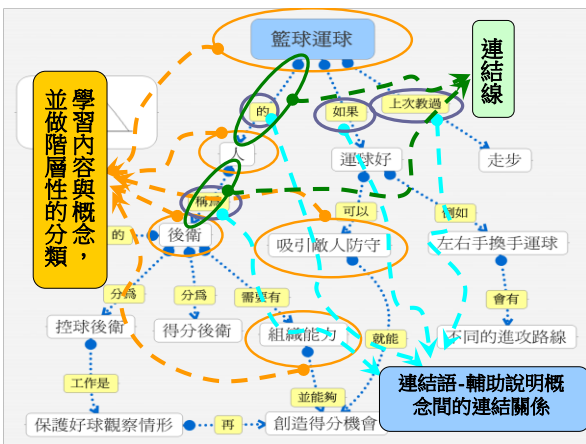 籃球運球
連結線
學習內容與概念，
並做階層性的分類
的
如果
上次教過
人
運球好
走步
稱為
可以
例如
的
後衛
吸引敵人防守
左右手換手運球
分為
分為
需要有
會有
控球後衛
得分後衛
組織能力
就能
不同的進攻路線
工作是
並能夠
連結語-輔助說明概
念間的連結關係
保護好球觀察情形
再
創造得分機會